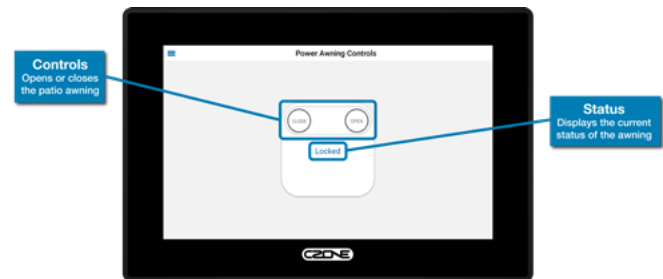 Power Awning Controls
Controls
Opens or closes
the patio awning
CLOSE
OPEN
Locked
Status
Displays the current
status of the awning
CZONE